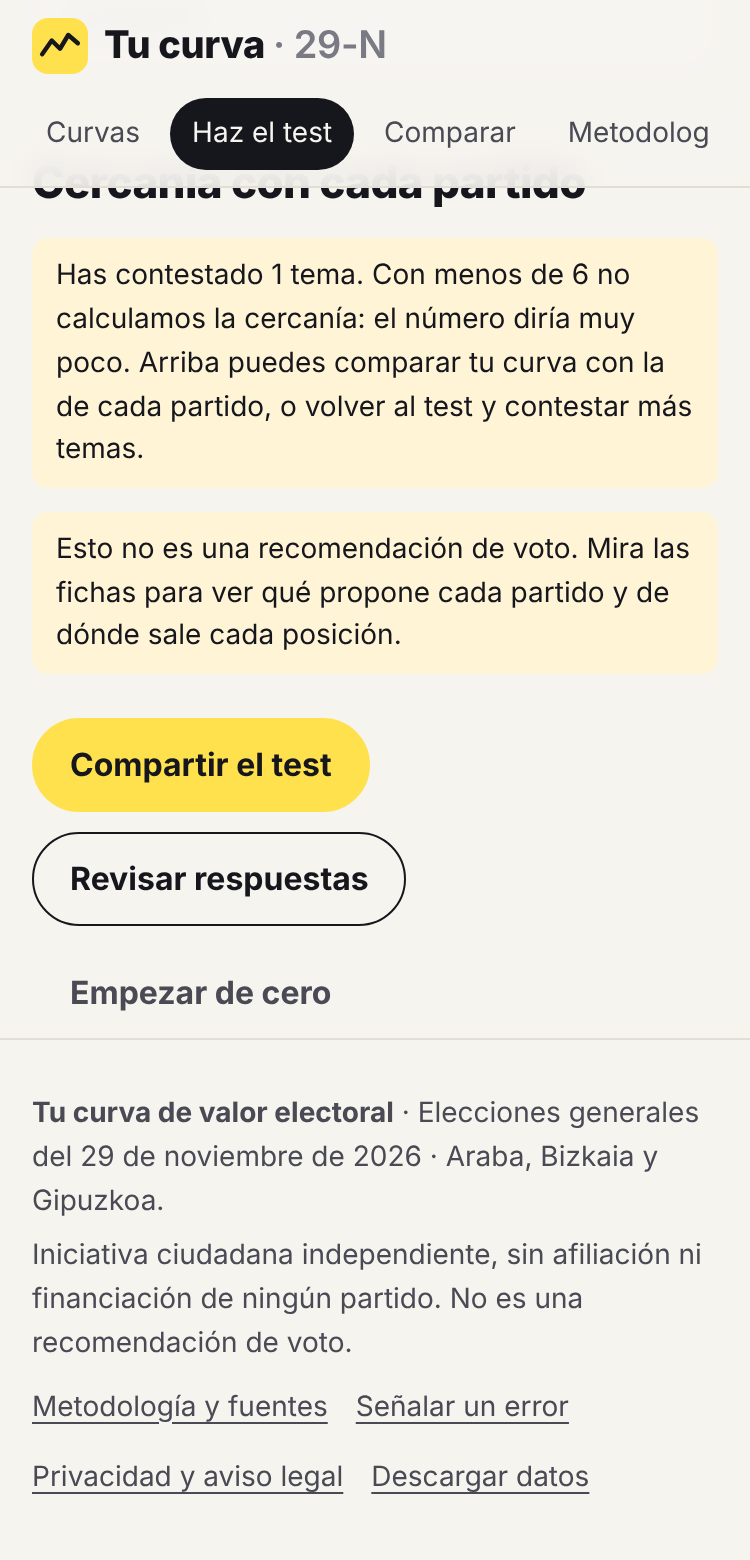 Tu curva · 29-N
Curvas Haz el test Comparar Metodolog
Cercanía con cada partido
Has contestado 1 tema. Con menos de 6 no
calculamos la cercanía: el número diría muy
poco. Arriba puedes comparar tu curva con la
de cada partido, o volver al test y contestar más
temas.
Esto no es una recomendación de voto. Mira las
fichas para ver qué propone cada partido y de
dónde sale cada posición.
Compartir el test
Revisar respuestas
Empezar de cero
Tu curva de valor electoral · Elecciones generales
del 29 de noviembre de 2026 · Araba, Bizkaia y
Gipuzkoa.
Iniciativa ciudadana independiente, sin afiliación ni
financiación de ningún partido. No es una
recomendación de voto.
Metodología y fuentes Señalar un error
Privacidad y aviso legal Descargar datos